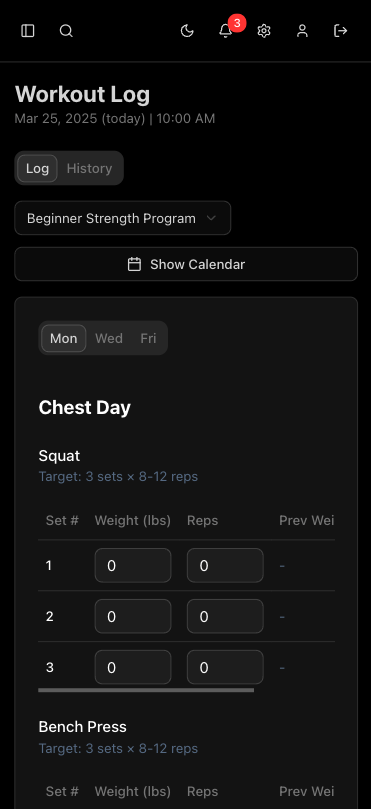 3
Workout Log
Mar 25, 2025 (today) | 10:00 AM
Log History
Beginner Strength Program
Show Calendar
Mon Wed Fri
Chest Day
Squat
Target: 3 sets × 8-12 reps
Set # Weight (lbs) Reps Prev Wei
1 0 0 -
2 0 0 -
3 0 0 -
Bench Press
Target: 3 sets × 8-12 reps
Set # Weight (lbs) Reps Prev Wei